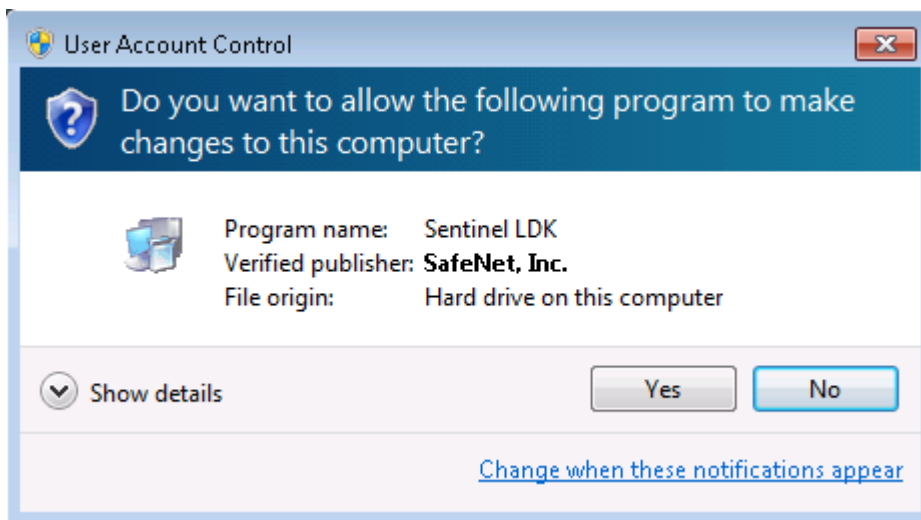 User Account Control
Do you want to allow the following program to make
changes to this computer?
Program name: Sentinel LDK
Verified publisher: SafeNet, Inc.
File origin: Hard drive on this computer
Show details
Yes
No
Change when these notifications appear